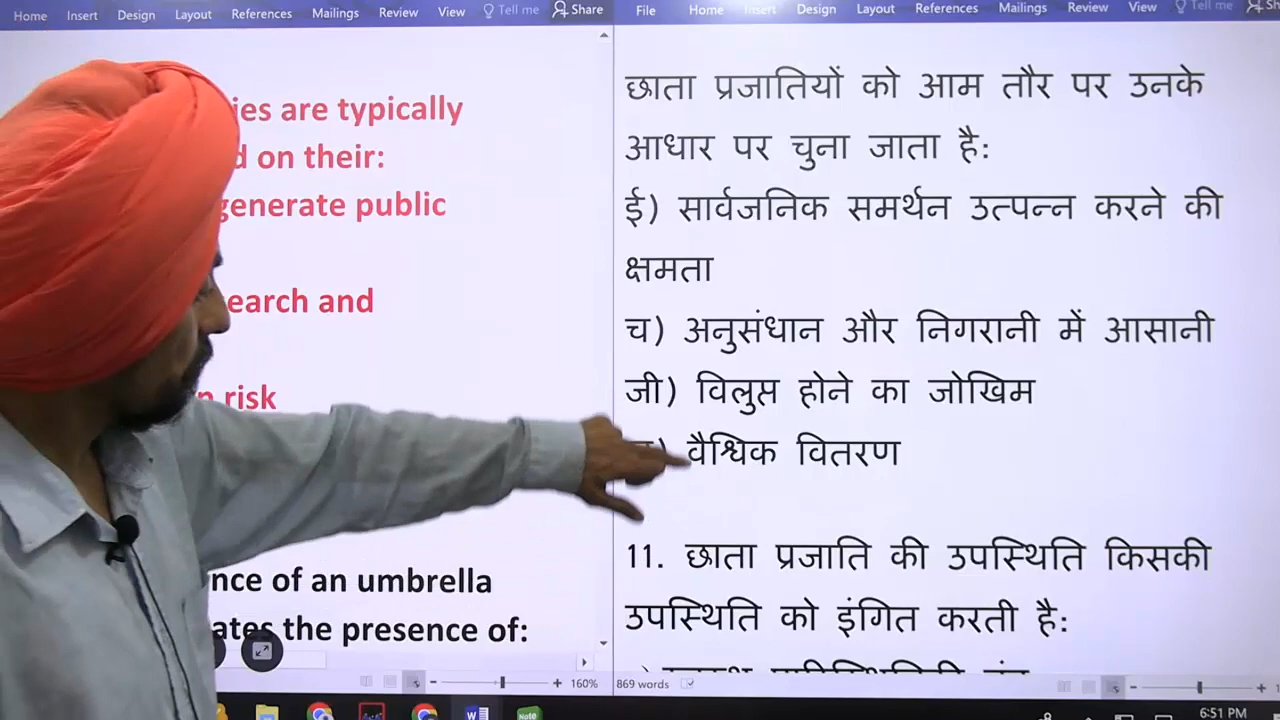 Home Insert Design Layout References Mailings Review View Tell me Share
ies are typically
d on their:
generate public
earch and
n risk
nce of an umbrella
ates the presence of:
160%
File Home Insert Design Layout References Mailings Review View Tell me
छाता प्रजातियों को आम तौर पर उनके
आधार पर चुना जाता है:
ई) सार्वजनिक समर्थन उत्पन्न करने की
क्षमता
च) अनुसंधान और निगरानी में आसानी
जी) विलुप्त होने का जोखिम
वैश्विक वितरण
11. छाता प्रजाति की उपस्थिति किसकी
उपस्थिति को इंगित करती है:
869 words
Note
6:51 PM